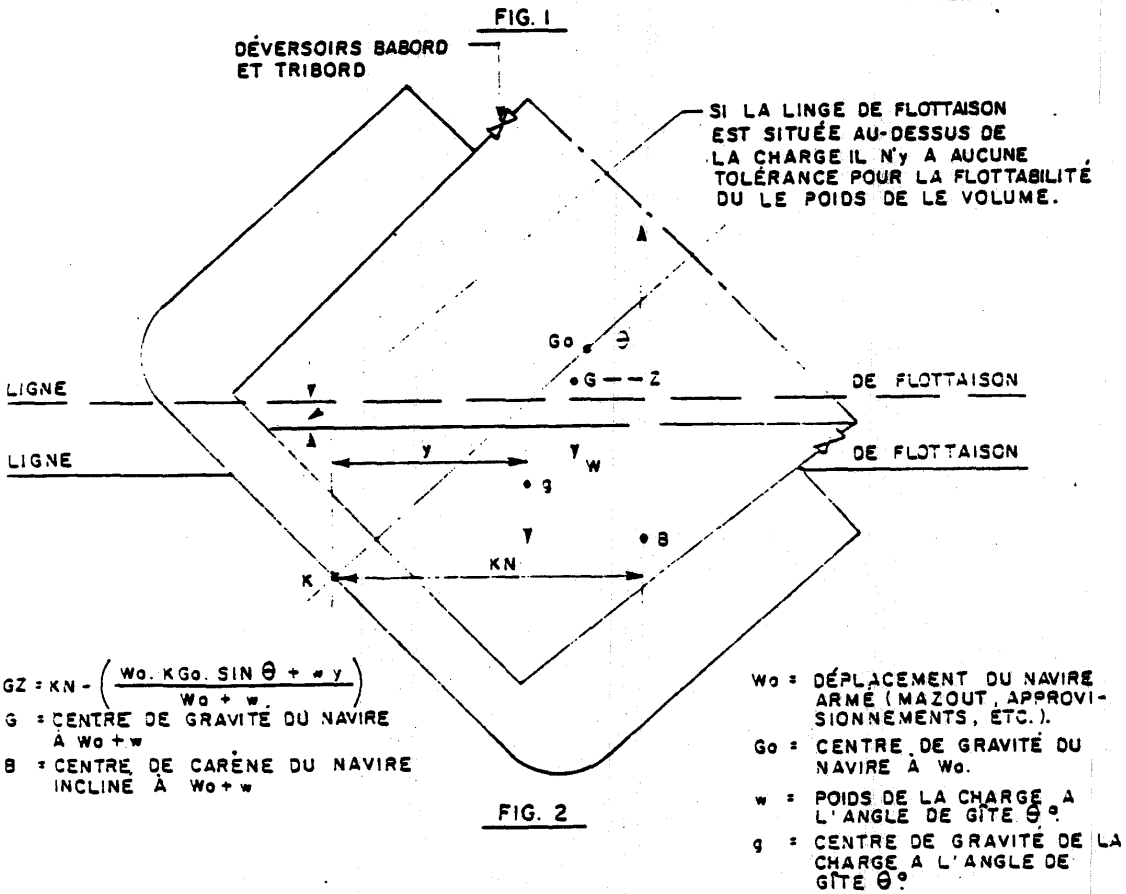 FIG. 1
DÉVERSOIRS BABORD
ET TRIBORD
SI LA LINGE DE FLOTTAISON
EST SITUÉE AU-DESSUS DE
LA CHARGE IL N'y A AUCUNE
TOLÉRANCE POUR LA FLOTTABILITÉ
DU LE POIDS DE LE VOLUME.
Go θ
G — — Z
LIGNE DE FLOTTAISON
y
W
LIGNE DE FLOTTAISON
g
B
KN
K
GZ = KN - ( Wo. KGo. SIN θ + w y
Wo + w )
G = CENTRE DE GRAVITÉ DU NAVIRE
À Wo + w
B = CENTRE DE CARÈNE DU NAVIRE
INCLINE À Wo + w
FIG. 2
Wo = DÉPLACEMENT DU NAVIRE
ARMÉ (MAZOUT, APPROVI-
SIONNEMENTS, ETC.).
Go = CENTRE DE GRAVITÉ DU
NAVIRE À Wo.
w = POIDS DE LA CHARGE A
L'ANGLE DE GÎTE θ°.
g = CENTRE DE GRAVITÉ DE LA
CHARGE A L'ANGLE DE
GÎTE θ°.